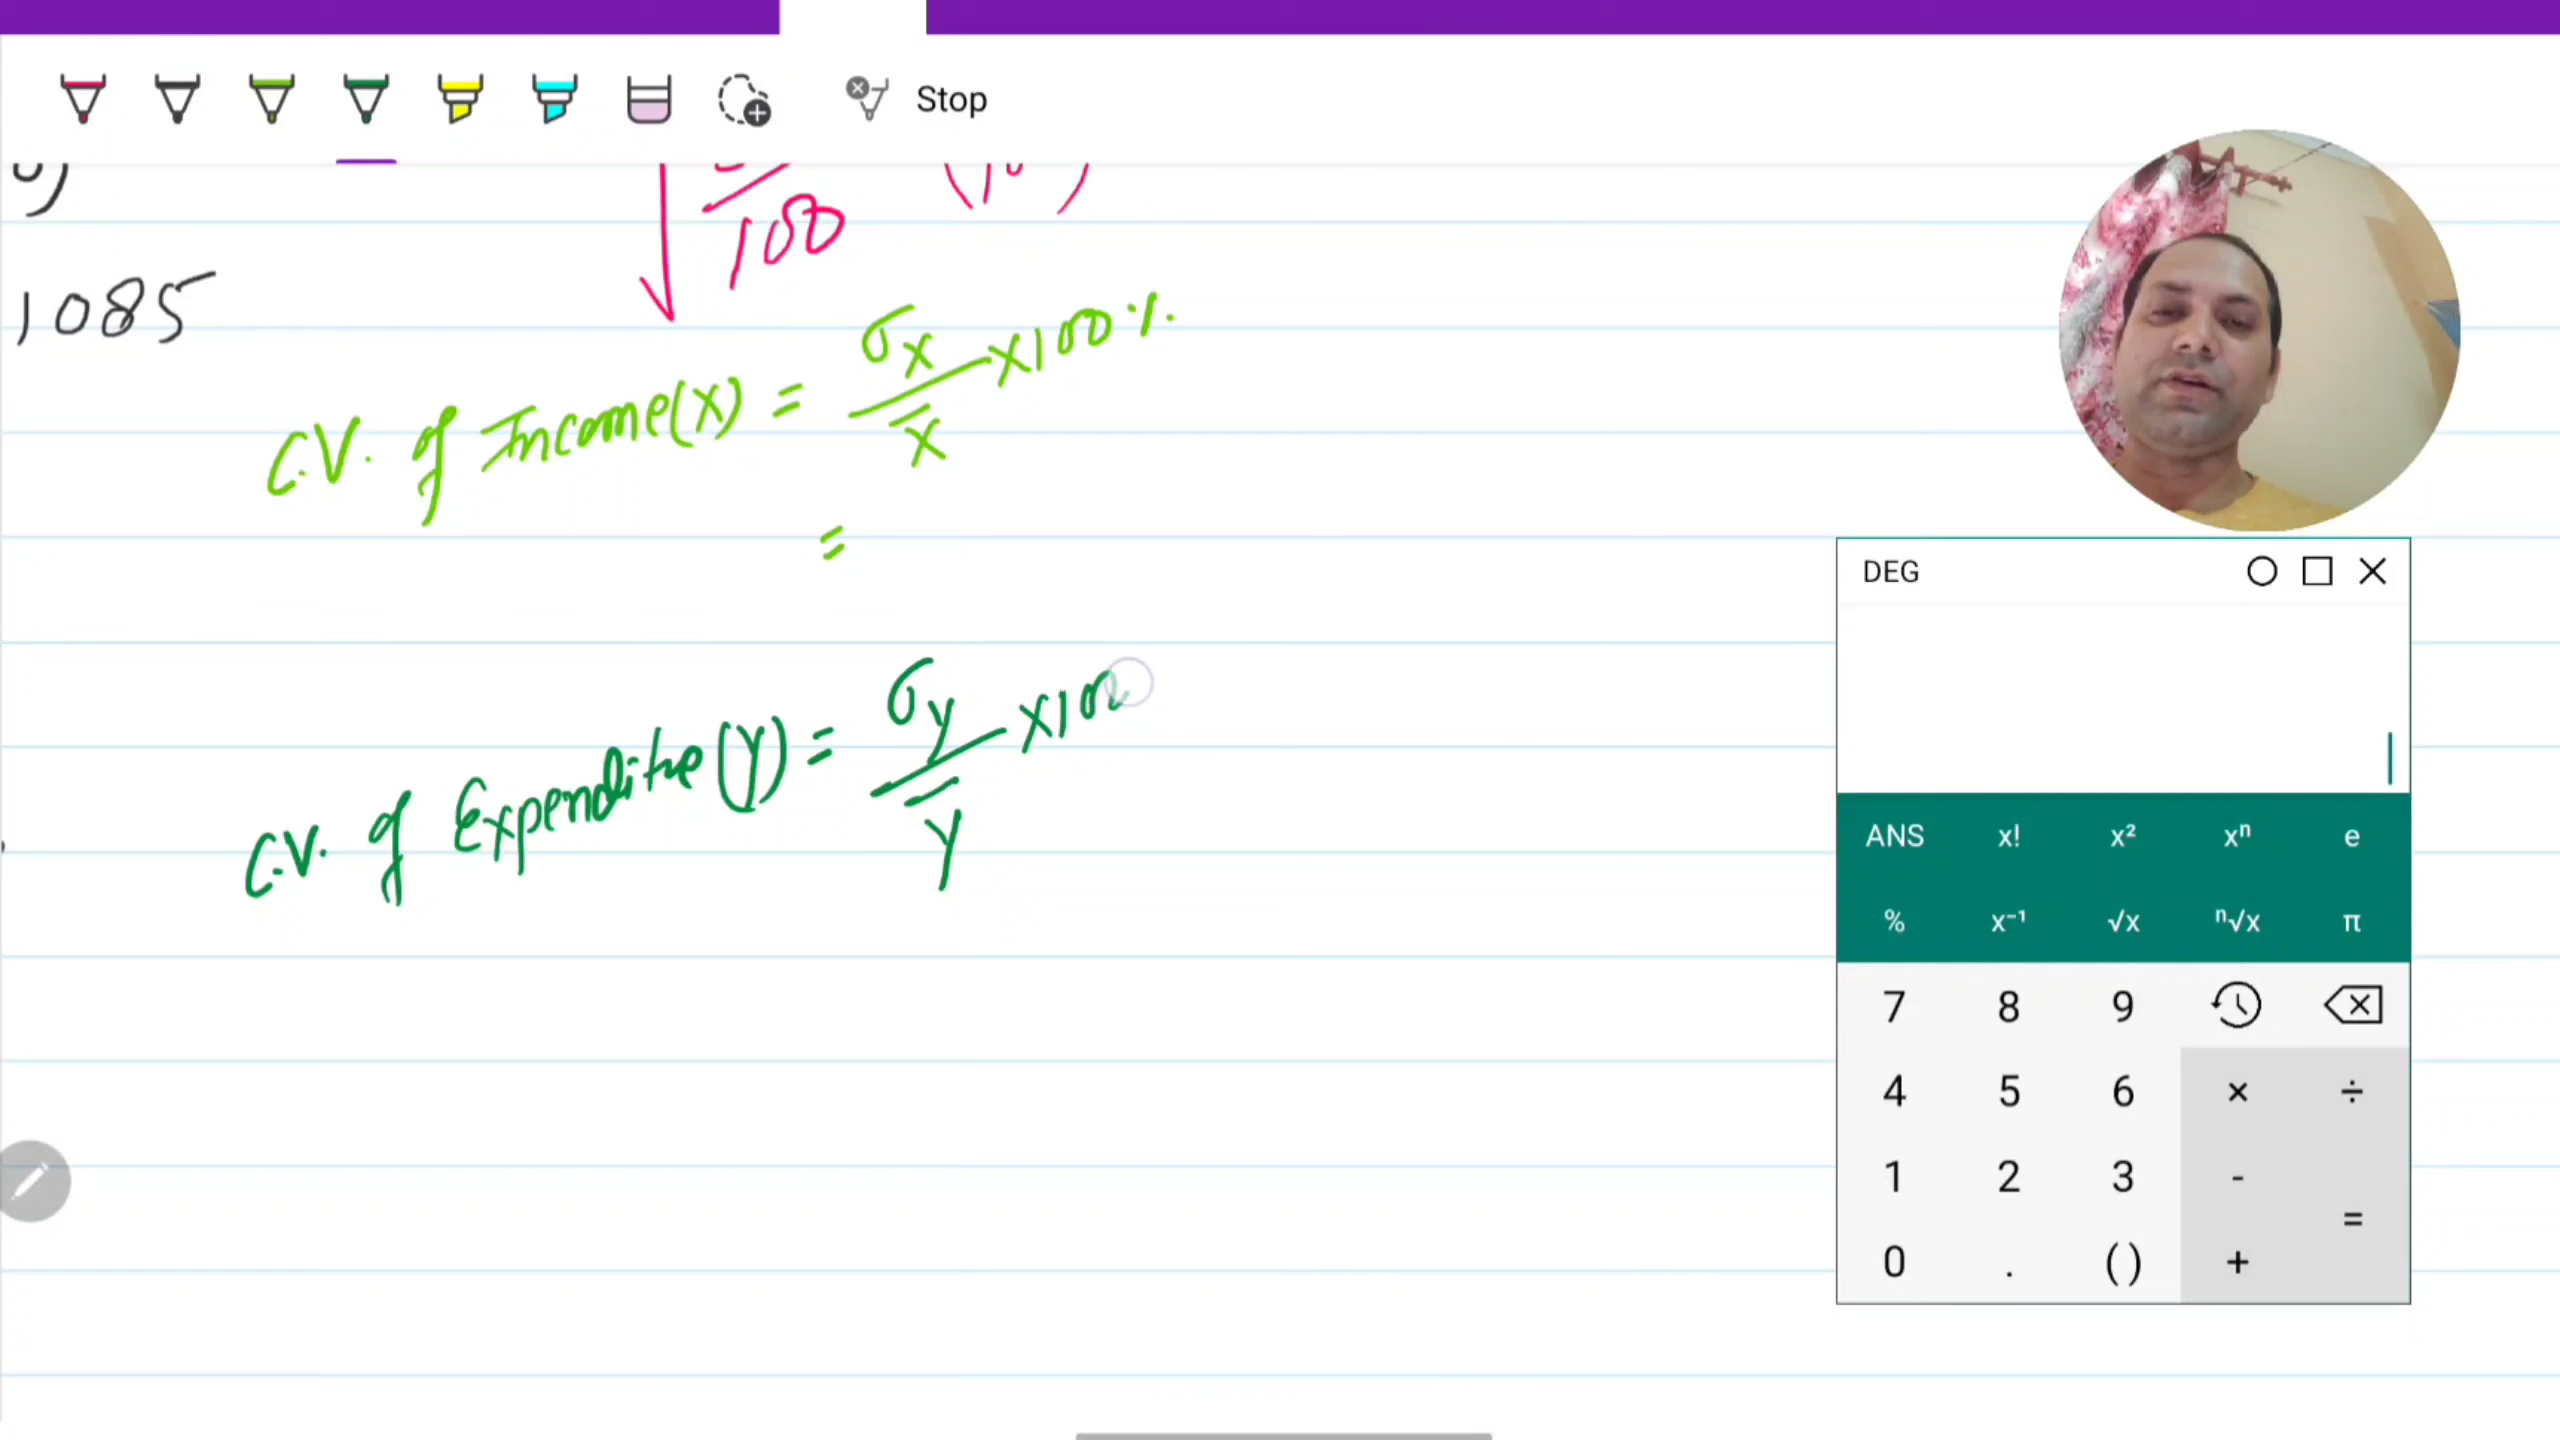 Stop
100
1085
C.V. of Income(X) = σx / x̄ ×100%
=
C.V. of Expenditure(Y) = σy / ȳ ×100
DEG
ANS x! x² xⁿ e
% x⁻¹ √x ⁿ√x π
7 8 9
4 5 6 × ÷
1 2 3 -
=
0 . ( ) +